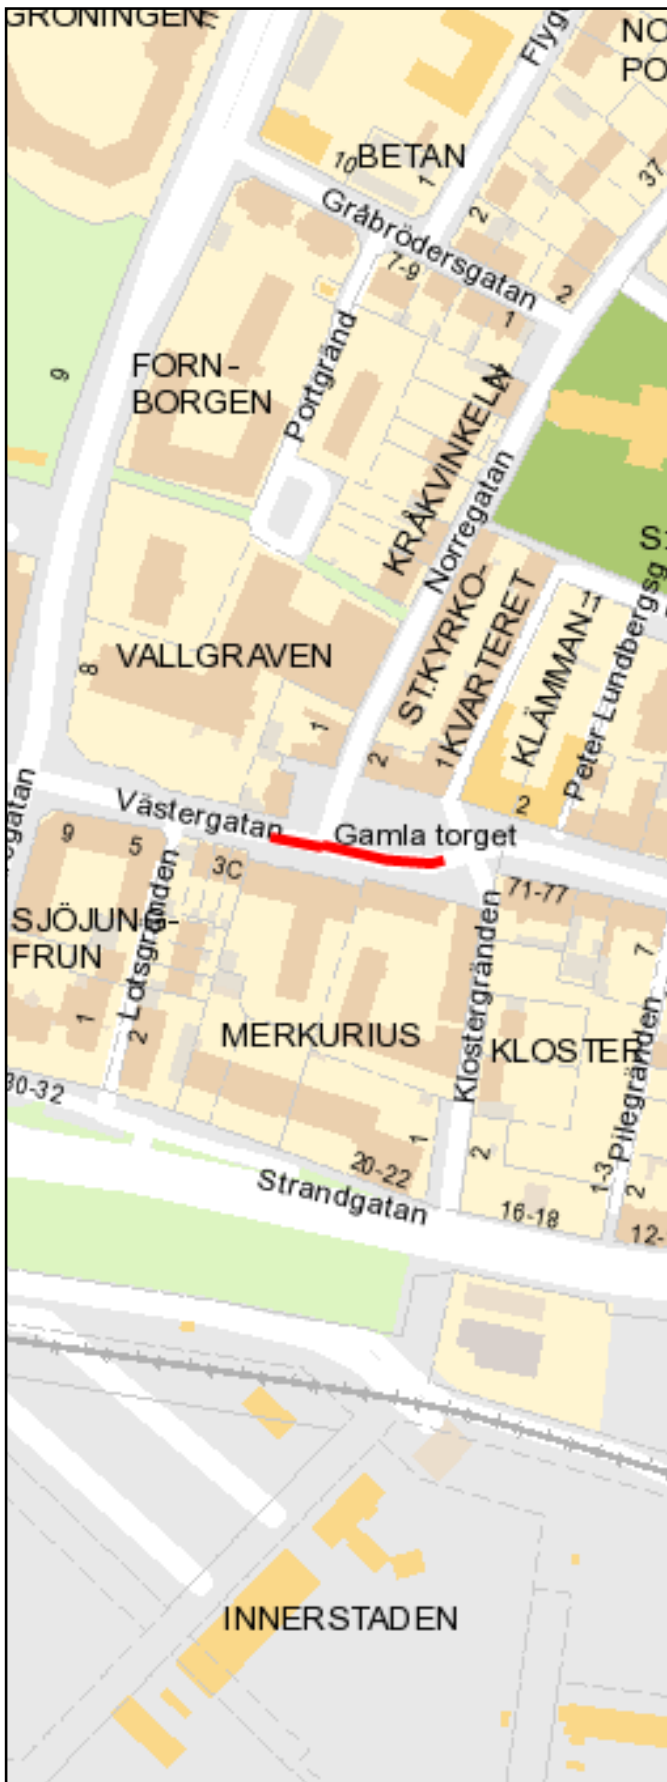 GRÖNINGEN
Flyg
NO
PO
10
BETAN
1
37
2
Gråbrödersgatan
7-9
2
1
Portgränd
9
FORN-
BORGEN
KRÅKVINKELN
Norregatan
ST.KYRKO-
KVARTERET
1
11
KLÄMMAN
Peter Lundbergsg
VALLGRAVEN
8
1
2
2
Västergatan
Gamla torget
9
5
3C
71-77
SJÖJUNG-
FRUN
Lotsgränden
1
2
MERKURIUS
Klostergränden
KLOSTER
7
Pilegränden
30-32
1
20-22
2
1-3
2
Strandgatan
16-18
12-
INNERSTADEN